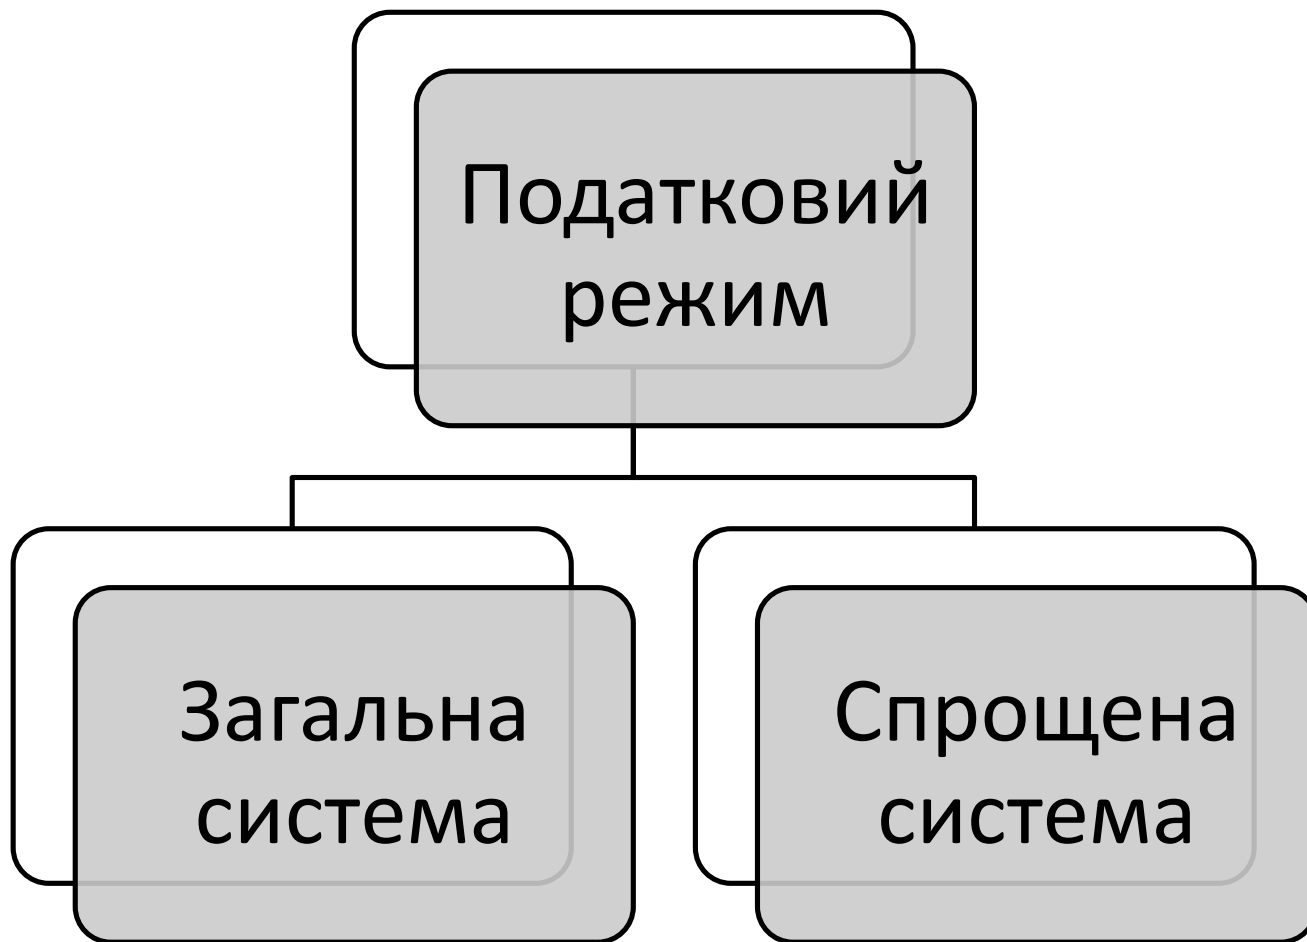 Податковий
режим
Загальна
система
Спрощена
система